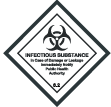 INFECTIOUS SUBSTANCE
In Case of Damage or Leakage
Immediately Notify
Public Health
Authority
6.2